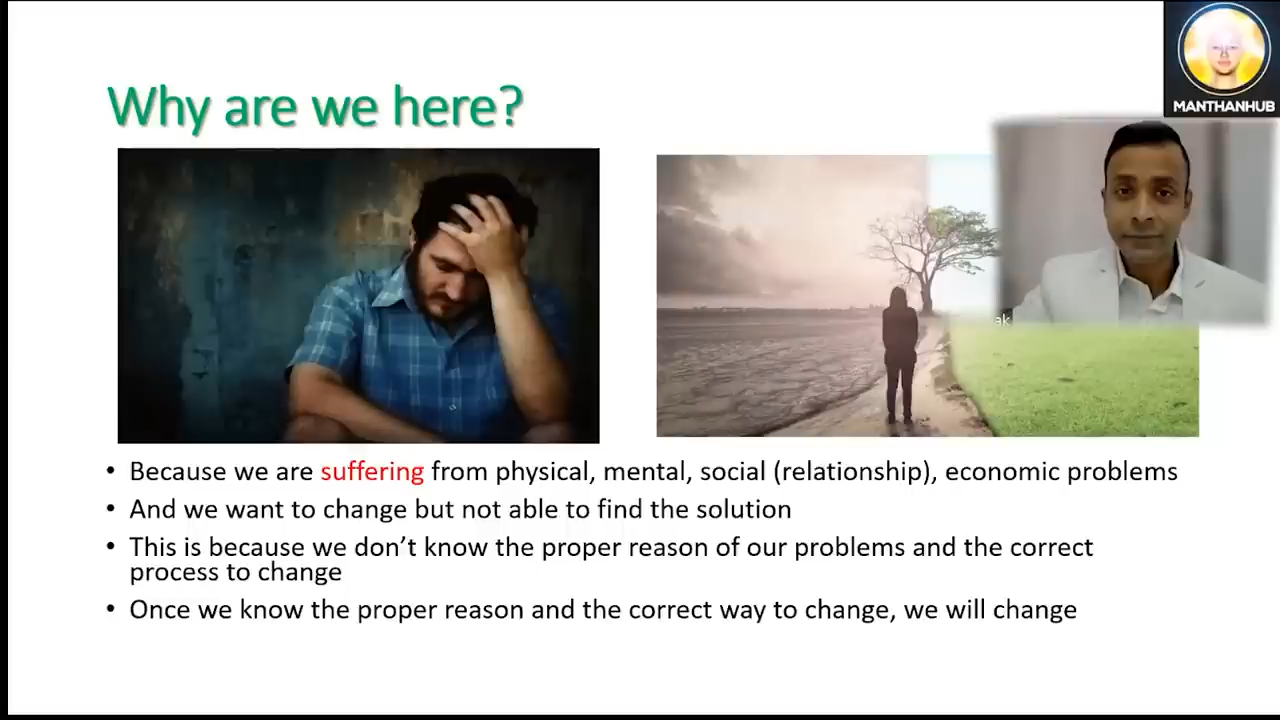 MANTHANHUB
Why are we here?
ak
• Because we are suffering from physical, mental, social (relationship), economic problems
• And we want to change but not able to find the solution
• This is because we don’t know the proper reason of our problems and the correct
process to change
• Once we know the proper reason and the correct way to change, we will change